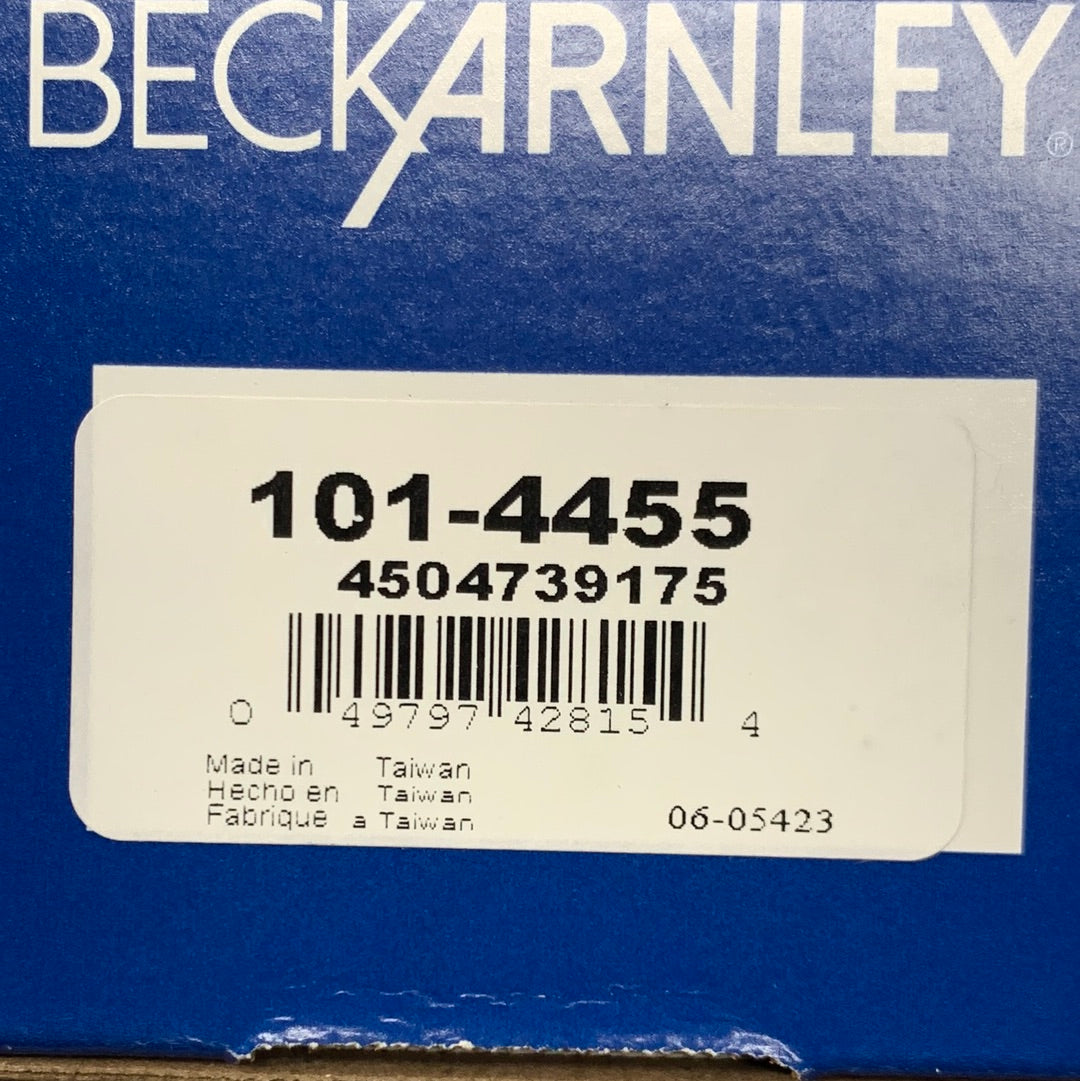 BECKARNLEY®
101-4455
4504739175
0 49797 42815 4
Made in Taiwan
Hecho en Taiwan
Fabrique a Taiwan
06-05423